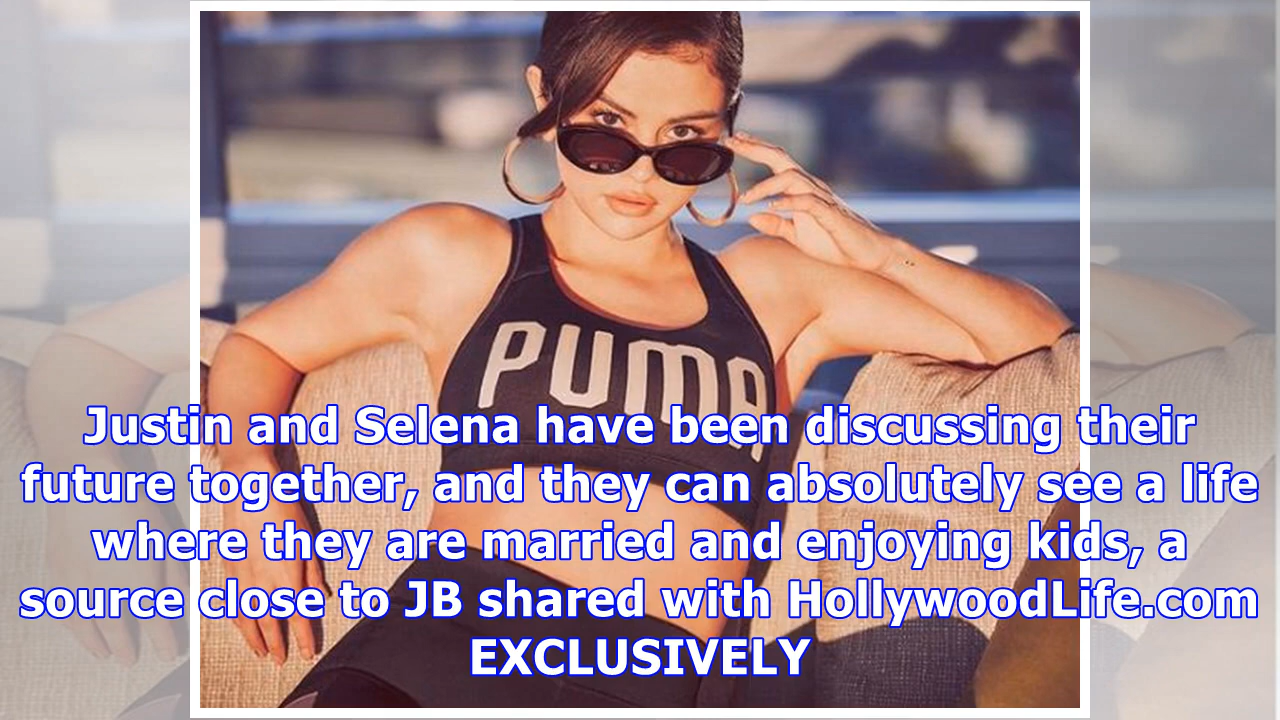 PUMA
Justin and Selena have been discussing their
future together, and they can absolutely see a life
where they are married and enjoying kids, a
source close to JB shared with HollywoodLife.com
EXCLUSIVELY